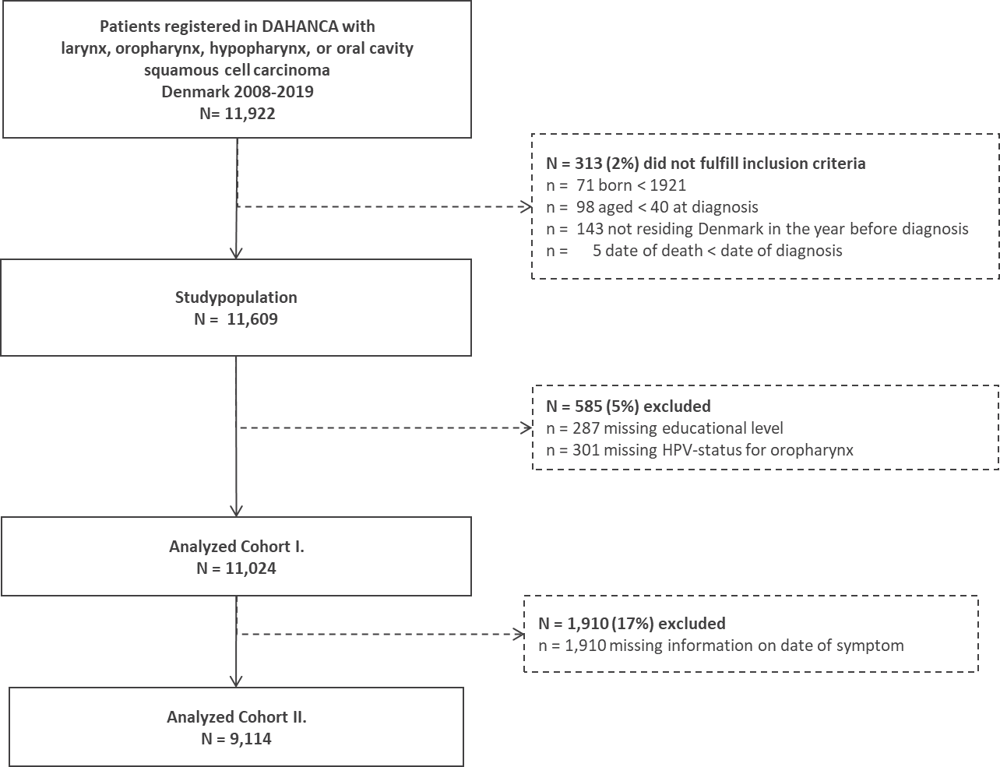 Patients registered in DAHANCA with
larynx, oropharynx, hypopharynx, or oral cavity
squamous cell carcinoma
Denmark 2008-2019
N= 11,922
N = 313 (2%) did not fulfill inclusion criteria
n = 71 born < 1921
n = 98 aged < 40 at diagnosis
n = 143 not residing Denmark in the year before diagnosis
n = 5 date of death < date of diagnosis
Studypopulation
N = 11,609
N = 585 (5%) excluded
n = 287 missing educational level
n = 301 missing HPV-status for oropharynx
Analyzed Cohort I.
N = 11,024
N = 1,910 (17%) excluded
n = 1,910 missing information on date of symptom
Analyzed Cohort II.
N = 9,114